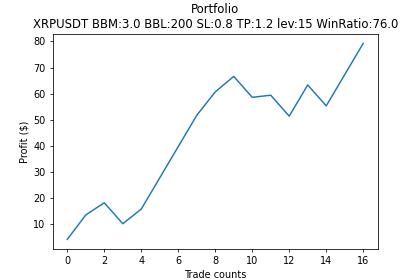 Portfolio
XRPUSDT BBM:3.0 BBL:200 SL:0.8 TP:1.2 lev:15 WinRatio:76.0
80
70
60
50
40
30
20
10
Profit ($)
0 2 4 6 8 10 12 14 16
Trade counts